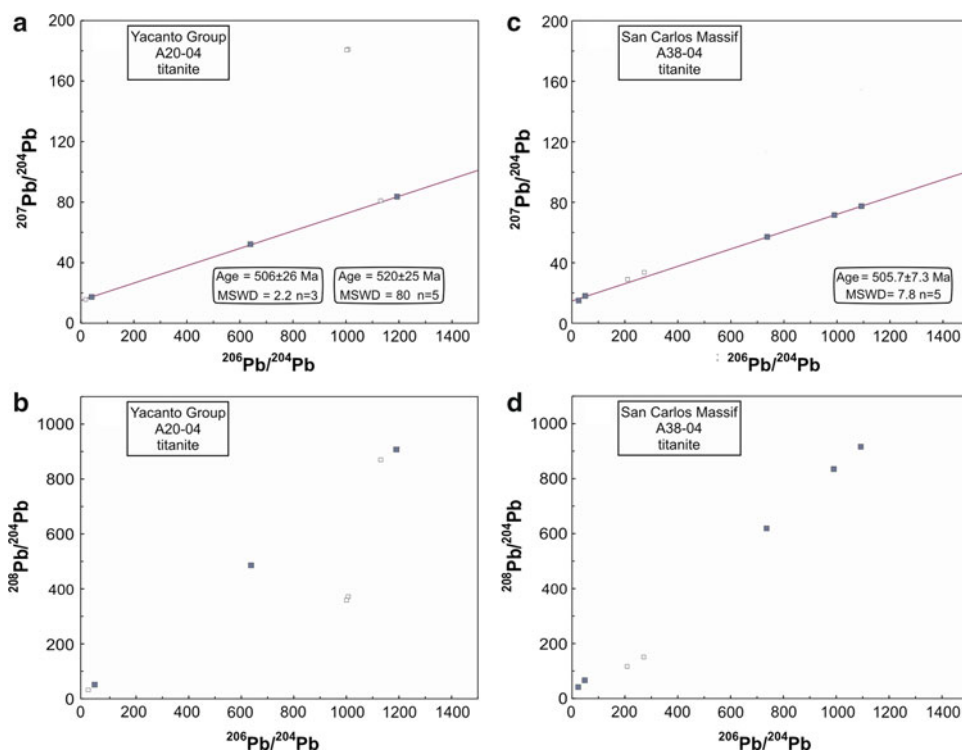 a
Yacanto Group
A20-04
titanite
200
160
120
80
40
0
²⁰⁷Pb/²⁰⁴Pb
Age = 506±26 Ma
MSWD = 2.2 n=3
Age = 520±25 Ma
MSWD = 80 n=5
0 200 400 600 800 1000 1200 1400
²⁰⁶Pb/²⁰⁴Pb
c
San Carlos Massif
A38-04
titanite
200
160
120
80
40
0
²⁰⁷Pb/²⁰⁴Pb
Age = 505.7±7.3 Ma
MSWD= 7.8 n=5
0 200 400 600 800 1000 1200 1400
: ²⁰⁶Pb/²⁰⁴Pb
b
Yacanto Group
A20-04
titanite
1000
800
600
400
200
0
²⁰⁸Pb/²⁰⁴Pb
0 200 400 600 800 1000 1200 1400
²⁰⁶Pb/²⁰⁴Pb
d
San Carlos Massif
A38-04
titanite
1000
800
600
400
200
0
²⁰⁸Pb/²⁰⁴Pb
0 200 400 600 800 1000 1200 1400
²⁰⁶Pb/²⁰⁴Pb